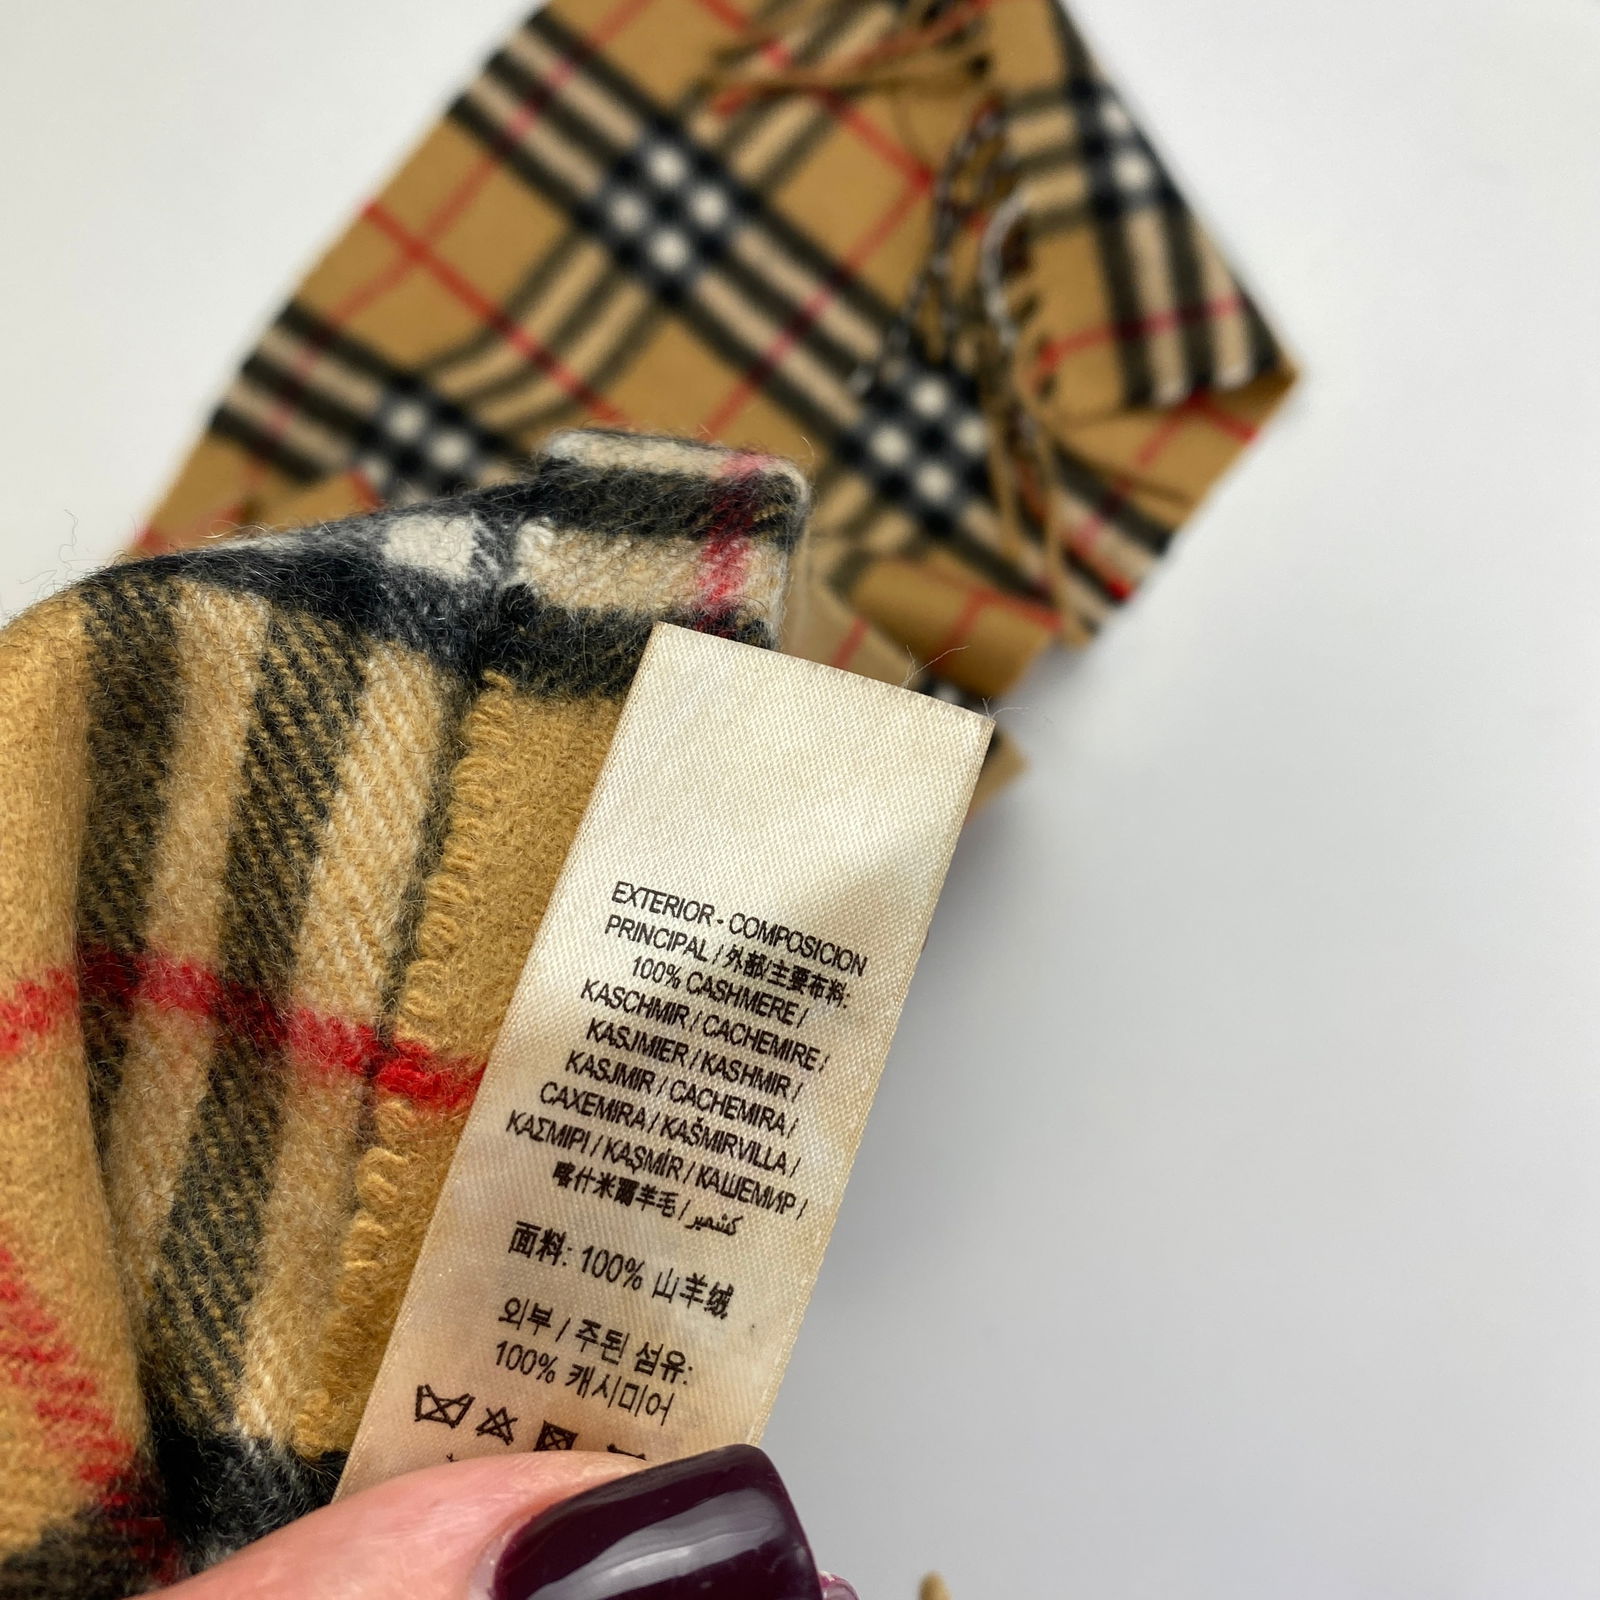 EXTERIOR - COMPOSICION
PRINCIPAL / 外部/主要布料:
100% CASHMERE /
KASCHMIR / CACHEMIRE /
KASJMIER / KASHMIR /
KASJMIR / CACHEMIRA /
CAXEMIRA / KAŠMIRVILLA /
ΚΑΣΜΙΡΙ / KAŞMİR / КАШЕМИР /
喀什米爾羊毛 / كشمير
面料: 100% 山羊绒
외부 / 주된 섬유:
100% 캐시미어